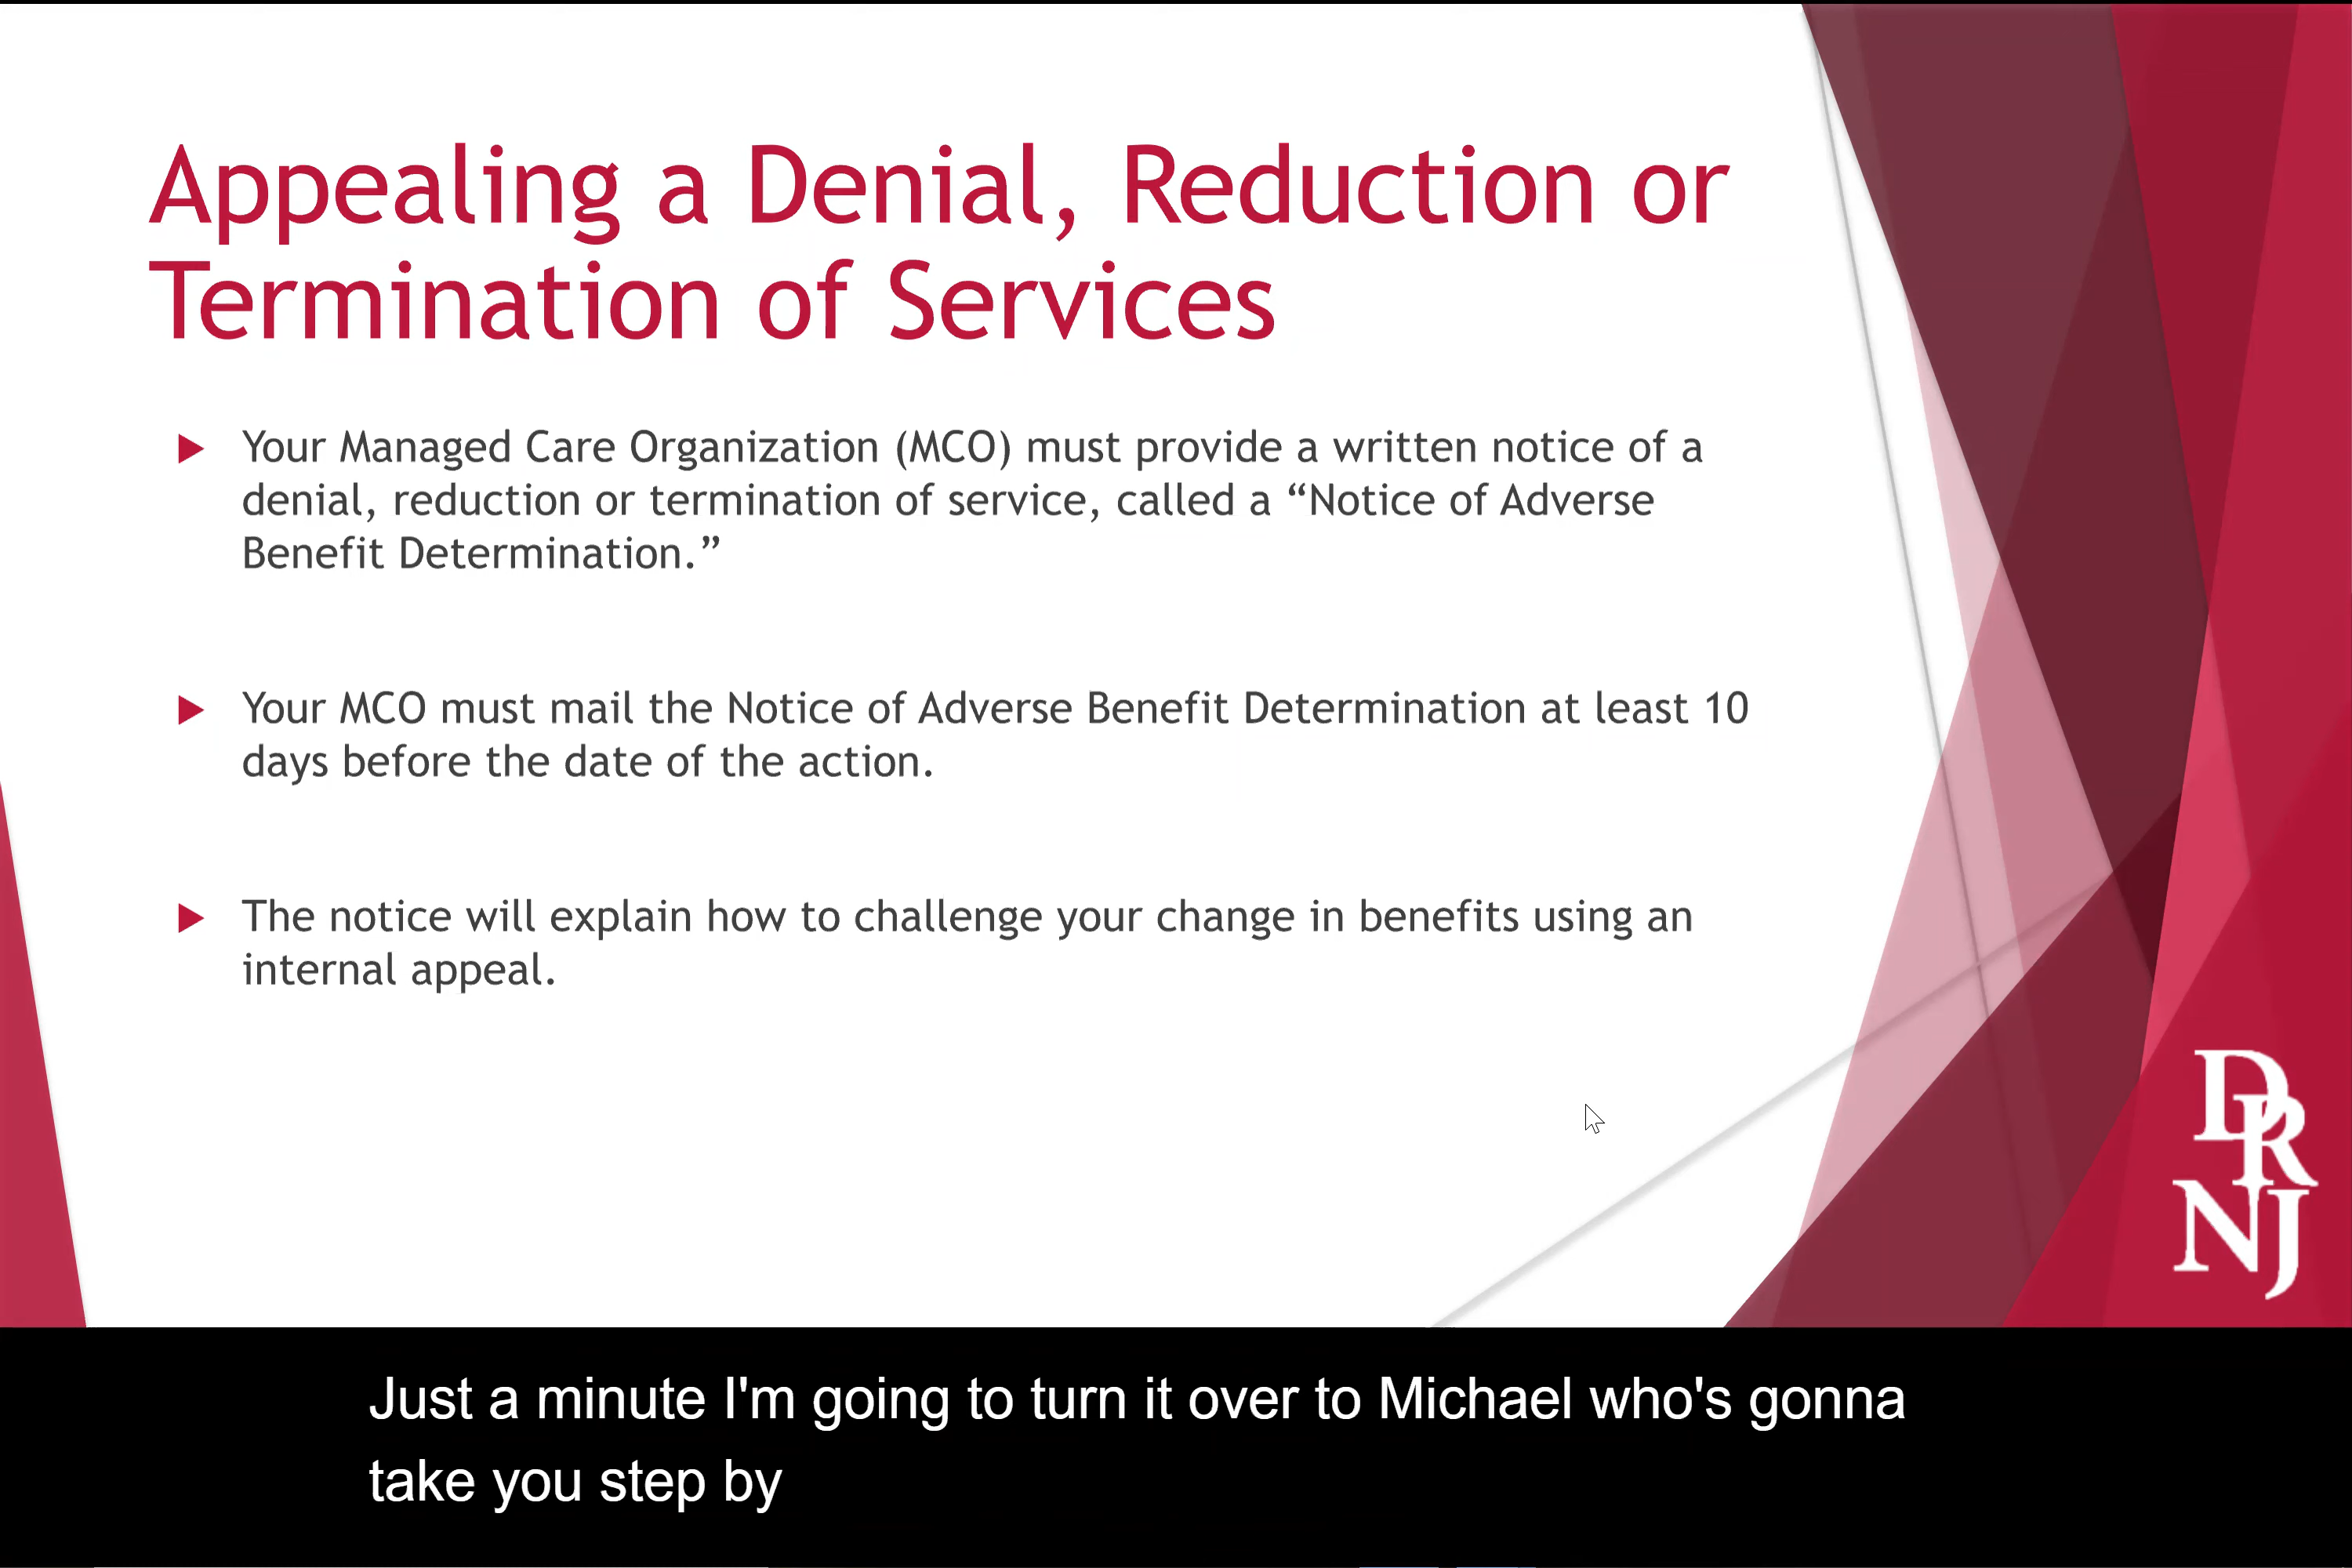 Appealing a Denial, Reduction or
Termination of Services
Your Managed Care Organization (MCO) must provide a written notice of a
denial, reduction or termination of service, called a “Notice of Adverse
Benefit Determination.”
Your MCO must mail the Notice of Adverse Benefit Determination at least 10
days before the date of the action.
The notice will explain how to challenge your change in benefits using an
internal appeal.
DR
NJ
Just a minute I'm going to turn it over to Michael who's gonna
take you step by